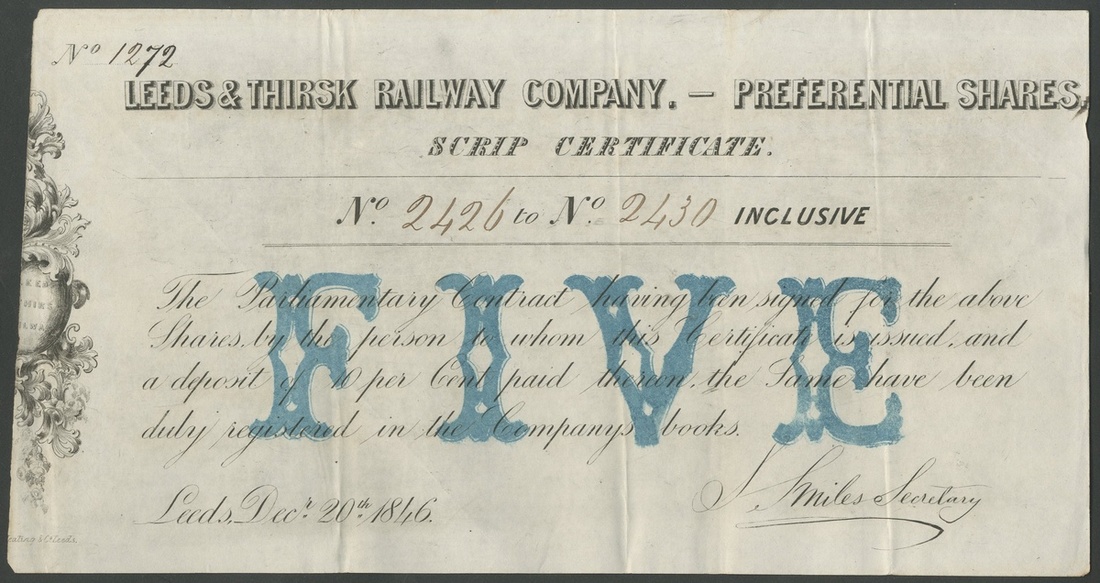 No 1272
LEEDS & THIRSK RAILWAY COMPANY. — PREFERENTIAL SHARES,
SCRIP CERTIFICATE.
No. 2426 to No. 2430 INCLUSIVE
FIVE
The Parliamentary Contract having been signed for the above
Shares, by the person to whom this Certificate is issued, and
a deposit of 10 per Cent paid thereon, the Same have been
duly registered in the Companys books.
Leeds, Decr 20th 1846.
S. Smiles Secretary
& Co Leeds.